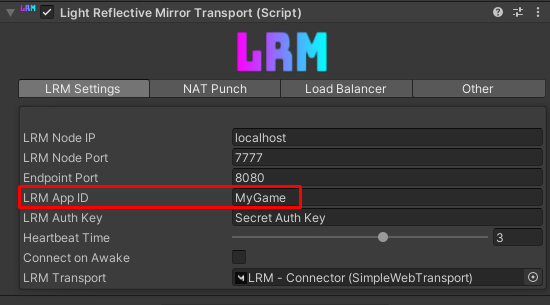 LRM Light Reflective Mirror Transport (Script)
LRM
LRM Settings NAT Punch Load Balancer Other
LRM Node IP localhost
LRM Node Port 7777
Endpoint Port 8080
LRM App ID MyGame
LRM Auth Key Secret Auth Key
Heartbeat Time 3
Connect on Awake
LRM Transport LRM - Connector (SimpleWebTransport)